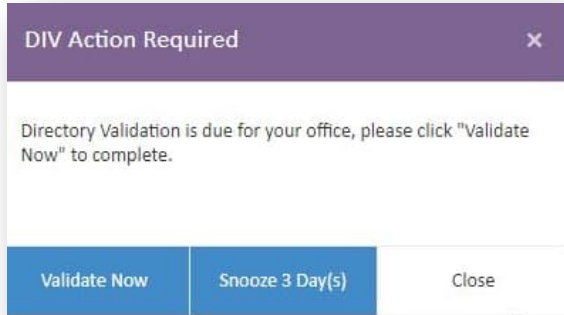 DIV Action Required ×
Directory Validation is due for your office, please click "Validate
Now" to complete.
Validate Now Snooze 3 Day(s) Close